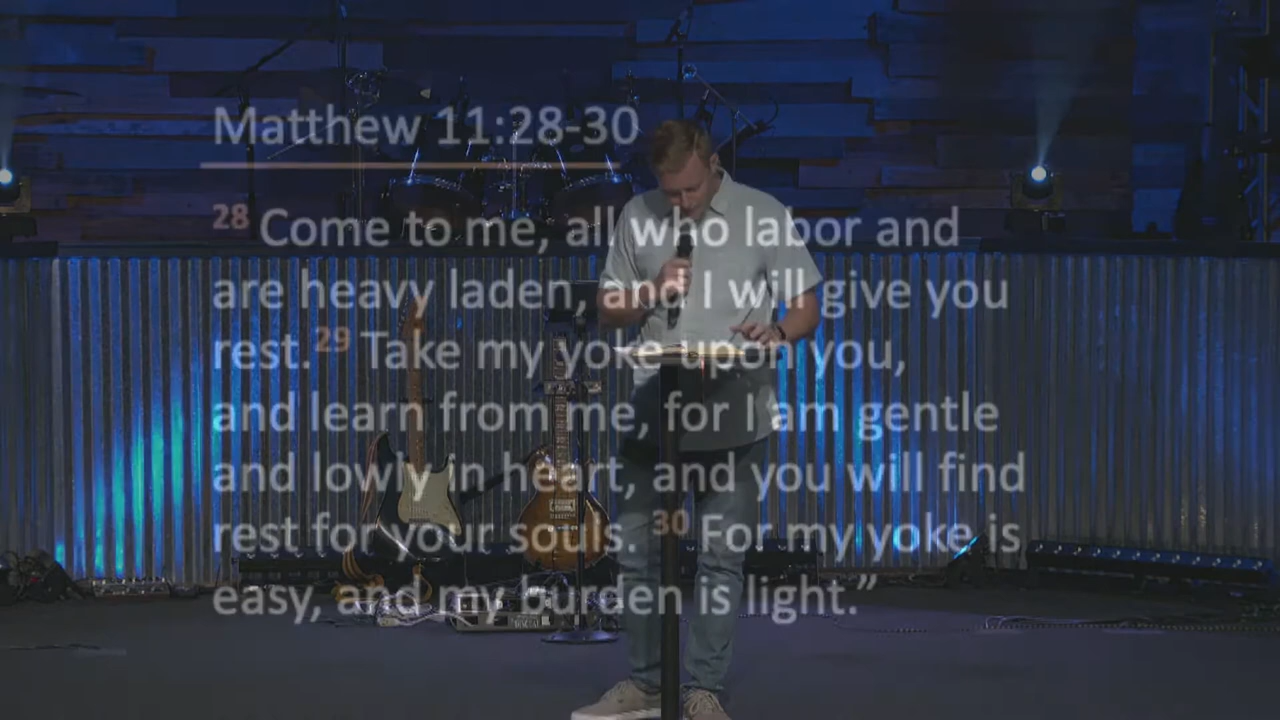 Matthew 11:28-30
28 Come to me, all who labor and
are heavy laden, and I will give you
rest. 29 Take my yoke upon you,
and learn from me, for I am gentle
and lowly in heart, and you will find
rest for your souls. 30 For my yoke is
easy, and my burden is light.”